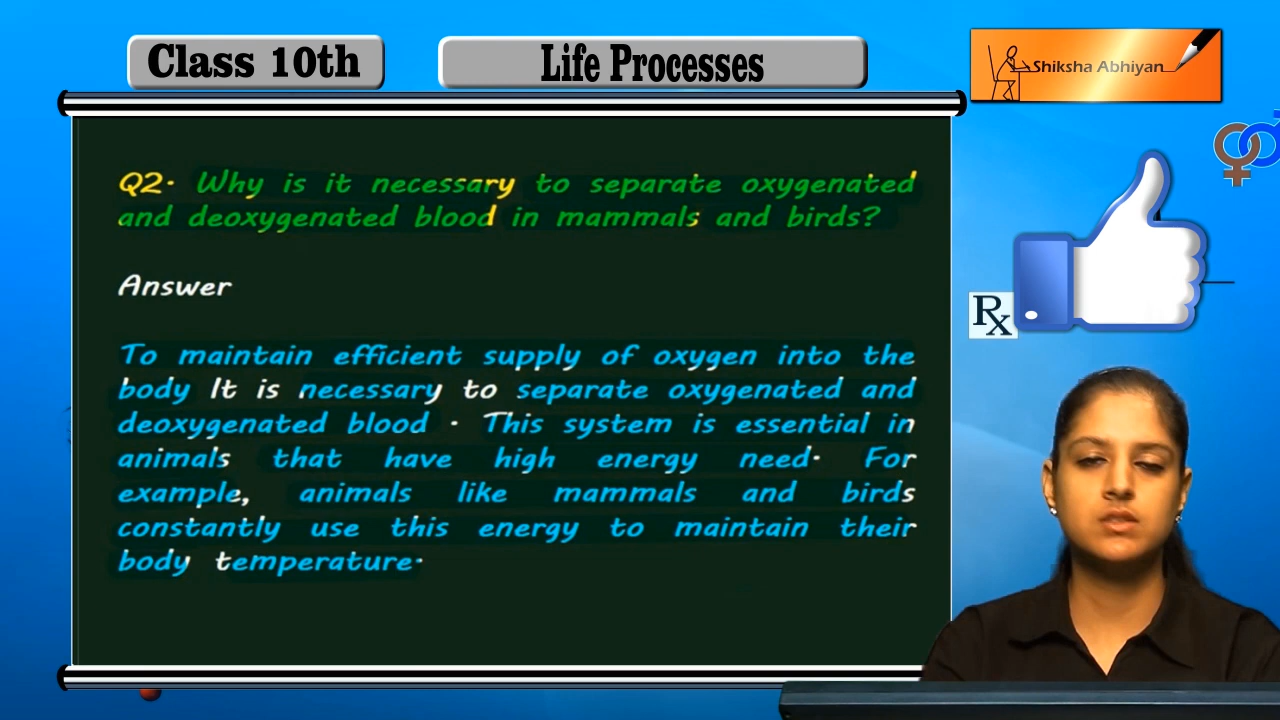 Class 10th
Life Processes
Shiksha Abhiyan
Q2. Why is it necessary to separate oxygenated
and deoxygenated blood in mammals and birds?
Answer
To maintain efficient supply of oxygen into the
body It is necessary to separate oxygenated and
deoxygenated blood . This system is essential in
animals that have high energy need. For
example, animals like mammals and birds
constantly use this energy to maintain their
body temperature.
Rx